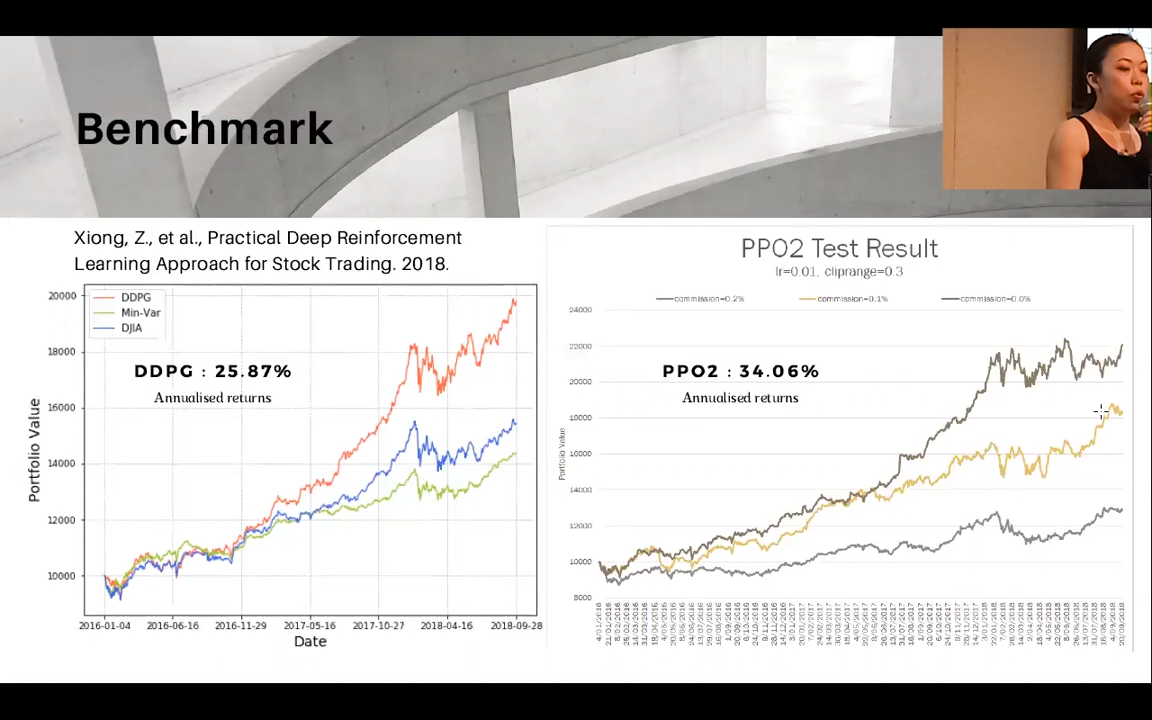 Benchmark
Xiong, Z., et al., Practical Deep Reinforcement
Learning Approach for Stock Trading. 2018.
20000
18000
16000
14000
12000
10000
DDPG
Min-Var
DJIA
DDPG : 25.87%
Annualised returns
Portfolio Value
2016-01-04 2016-06-16 2016-11-29 2017-05-16 2017-10-27 2018-04-16 2018-09-28
Date
PPO2 Test Result
lr=0.01, cliprange=0.3
commission=0.2% commission=0.1% commission=0.0%
24000
22000
20000
18000
16000
14000
12000
10000
8000
PPO2 : 34.06%
Annualised returns
Portfolio Value